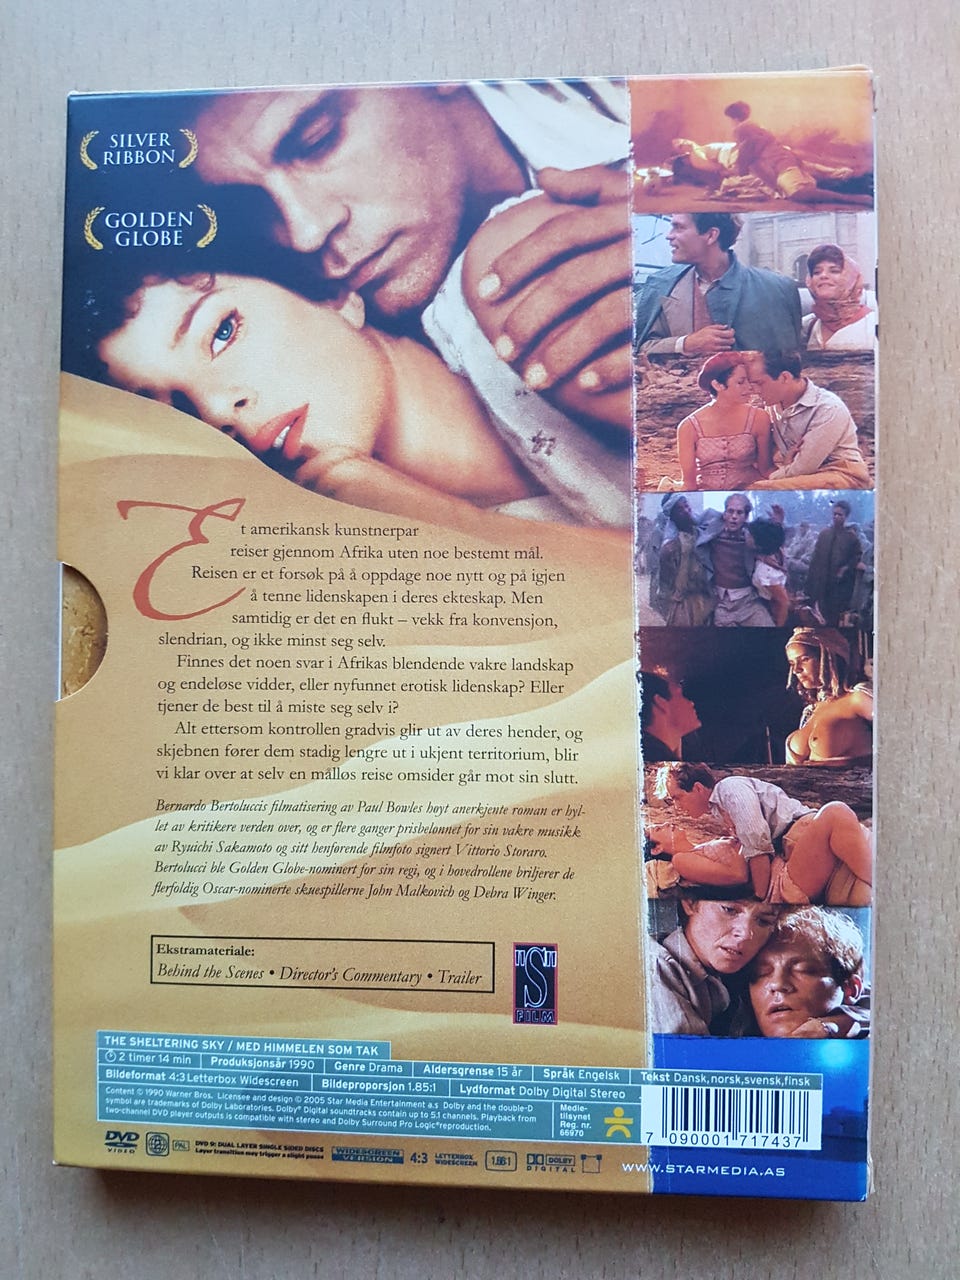 SILVER
RIBBON
GOLDEN
GLOBE
Et amerikansk kunstnerpar
reiser gjennom Afrika uten noe bestemt mål.
Reisen er et forsøk på å oppdage noe nytt og på igjen
å tenne lidenskapen i deres ekteskap. Men
samtidig er det en flukt – vekk fra konvensjon,
slendrian, og ikke minst seg selv.
Finnes det noen svar i Afrikas blendende vakre landskap
og endeløse vidder, eller nyfunnet erotisk lidenskap? Eller
tjener de best til å miste seg selv i?
Alt ettersom kontrollen gradvis glir ut av deres hender, og
skjebnen fører dem stadig lengre ut i ukjent territorium, blir
vi klar over at selv en målløs reise omsider går mot sin slutt.
Bernardo Bertoluccis filmatisering av Paul Bowles høyt anerkjente roman er hyl-
let av kritikere verden over, og er flere ganger prisbelønnet for sin vakre musikk
av Ryuichi Sakamoto og sitt henførende filmfoto signert Vittorio Storaro.
Bertolucci ble Golden Globe-nominert for sin regi, og i hovedrollene briljerer de
flerfoldig Oscar-nominerte skuespillerne John Malkovich og Debra Winger.
Ekstramateriale:
Behind the Scenes • Director's Commentary • Trailer
"S"
FILM
THE SHELTERING SKY / MED HIMMELEN SOM TAK
2 timer 14 min Produksjonsår 1990 Genre Drama Aldersgrense 15 år Språk Engelsk Tekst Dansk, norsk, svensk, finsk
Bildeformat 4:3 Letterbox Widescreen Bildeproporsjon 1.85:1 Lydformat Dolby Digital Stereo
Content © 1990 Warner Bros. Licensee and design © 2005 Star Media Entertainment a.s Dolby and the double-D
symbol are trademarks of Dolby Laboratories. Dolby® Digital soundtracks contain up to 5.1 channels. Playback from
two-channel DVD player outputs is compatible with stereo and Dolby Surround Pro Logic® reproduction.
Medie-
tilsynet
Reg. nr.
66970
7 090001 717437
DVD VIDEO
PAL
DVD 9: DUAL LAYER SINGLE SIDED DISCS
Layer transition may trigger a slight pause
WIDESCREEN
VERSION
4:3
LETTERBOX
WIDESCREEN
1,85:1
DOLBY
DIGITAL
WWW.STARMEDIA.AS